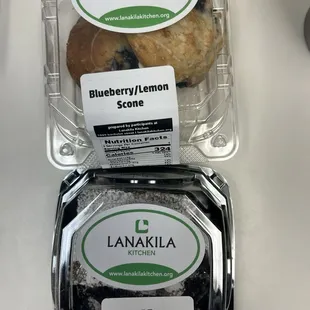 www.lanakilakitchen.org
Blueberry/Lemon
Scone
prepared by participants at
Lanakila Kitchen
Nutrition Facts
Calories 324
LANAKILA
KITCHEN
www.lanakilakitchen.org